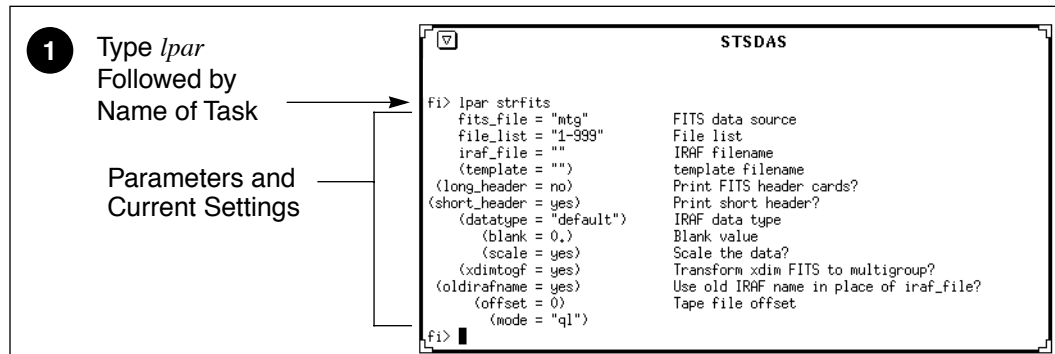 1
Type lpar
Followed by
Name of Task
Parameters and
Current Settings
STSDAS
fi> lpar strfits
fits_file = "mtg" FITS data source
file_list = "1-999" File list
iraf_file = "" IRAF filename
(template = "") template filename
(long_header = no) Print FITS header cards?
(short_header = yes) Print short header?
(datatype = "default") IRAF data type
(blank = 0.) Blank value
(scale = yes) Scale the data?
(xdimtogf = yes) Transform xdim FITS to multigroup?
(oldirafname = yes) Use old IRAF name in place of iraf_file?
(offset = 0) Tape file offset
(mode = "ql")
fi>